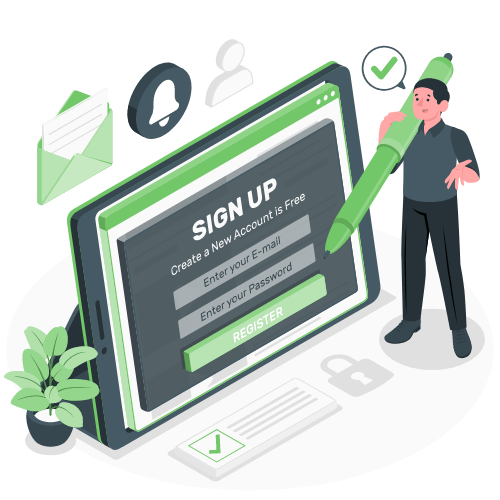 SIGN UP
Create a New Account is Free
Enter your E-mail
Enter your Password
REGISTER